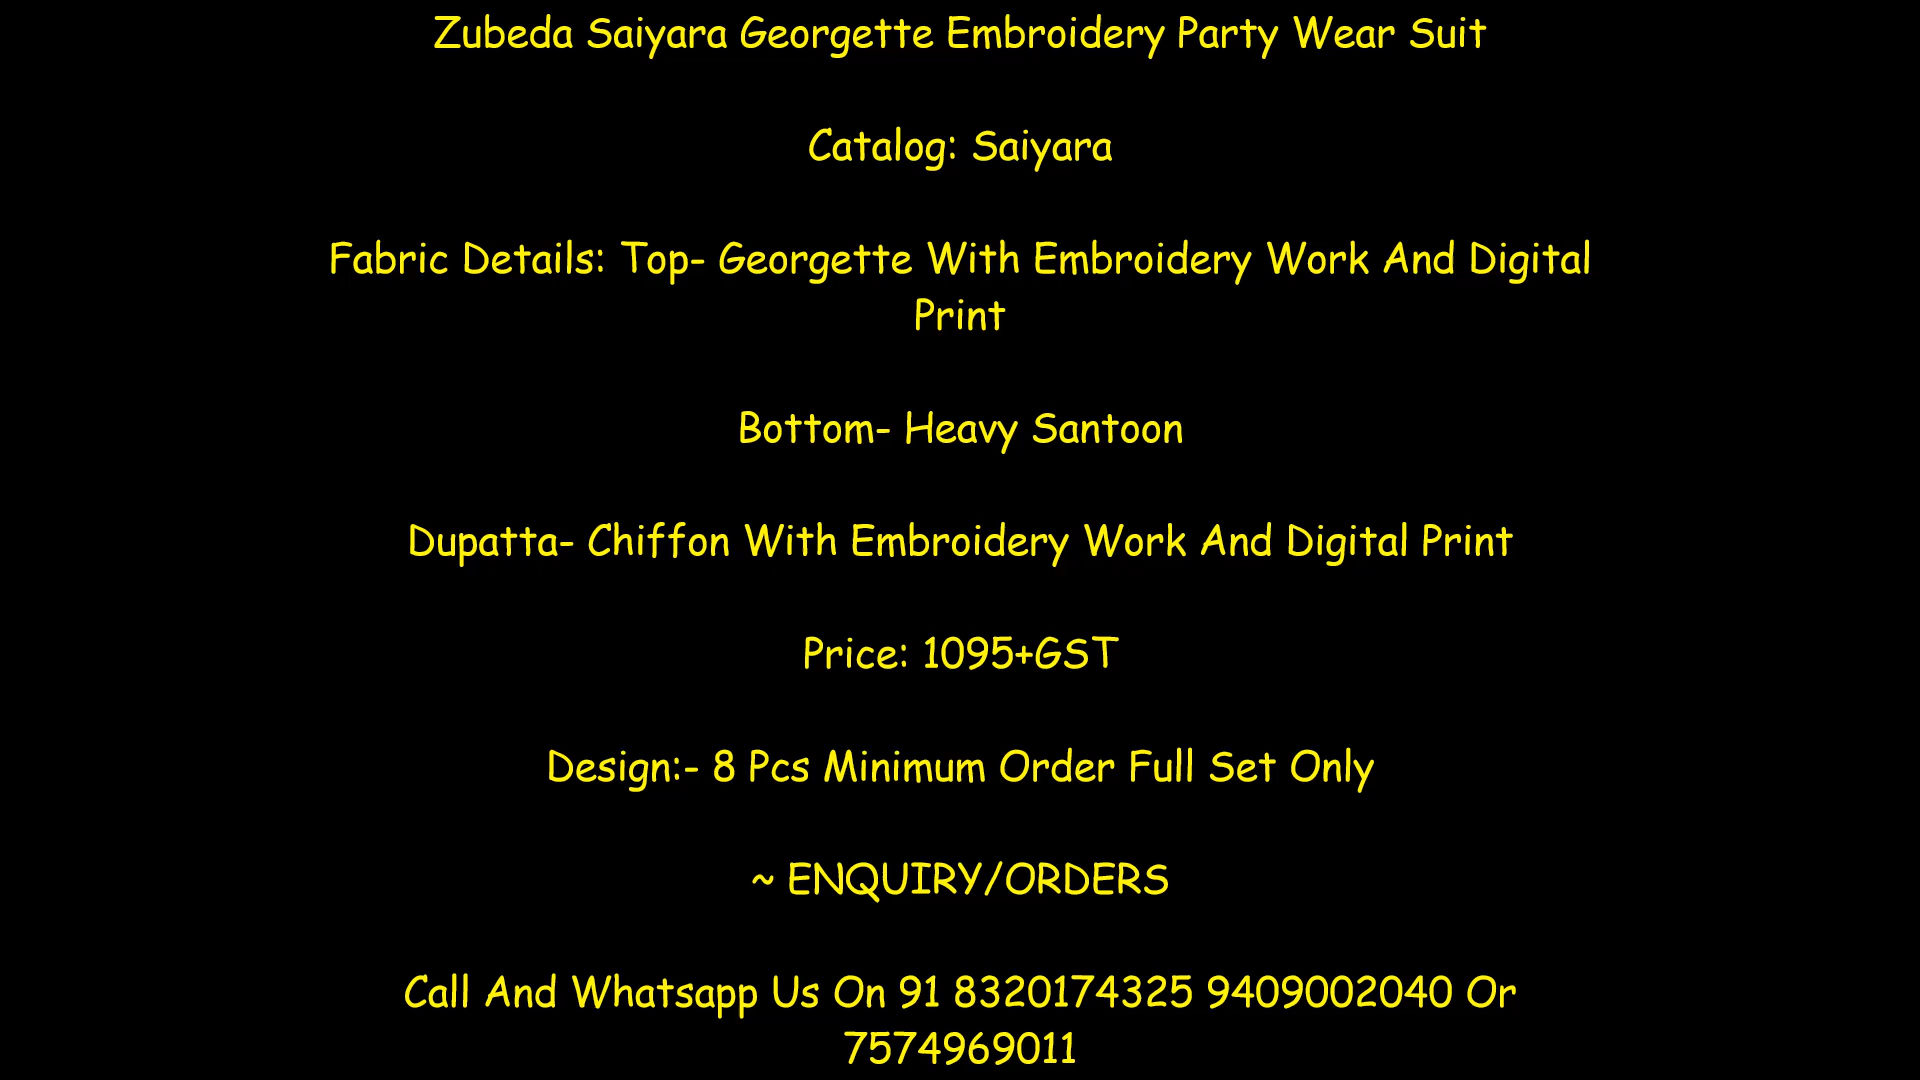 Zubeda Saiyara Georgette Embroidery Party Wear Suit
Catalog: Saiyara
Fabric Details: Top- Georgette With Embroidery Work And Digital
Print
Bottom- Heavy Santoon
Dupatta- Chiffon With Embroidery Work And Digital Print
Price: 1095+GST
Design:- 8 Pcs Minimum Order Full Set Only
~ ENQUIRY/ORDERS
Call And Whatsapp Us On 91 8320174325 9409002040 Or
7574969011